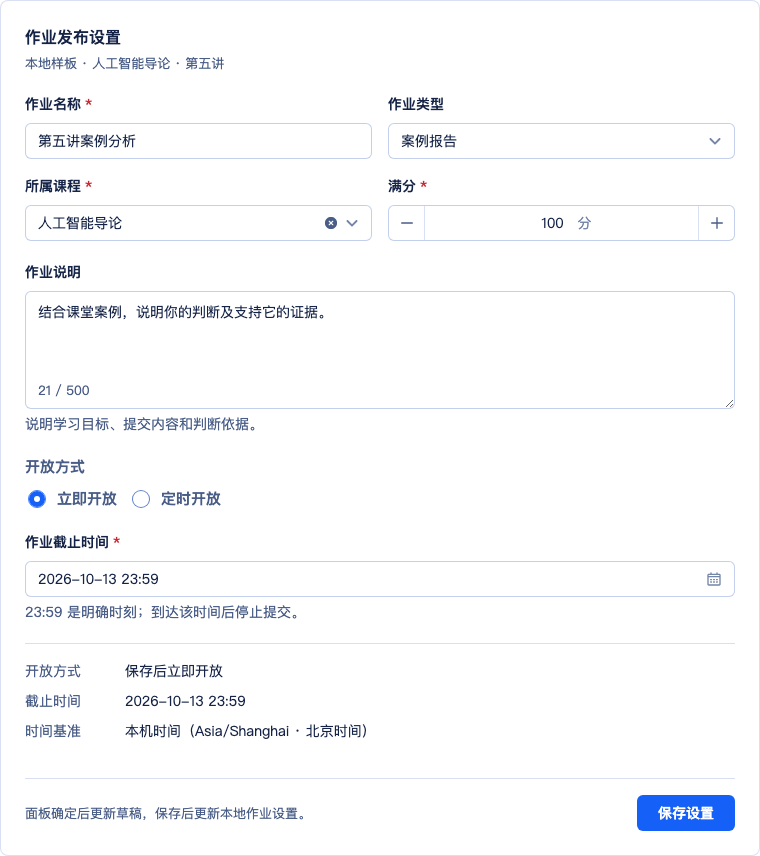 作业发布设置
本地样板 · 人工智能导论 · 第五讲
作业名称 *
作业类型
第五讲案例分析
案例报告
所属课程 *
满分 *
人工智能导论
100 分
作业说明
结合课堂案例，说明你的判断及支持它的证据。
21 / 500
说明学习目标、提交内容和判断依据。
开放方式
立即开放 定时开放
作业截止时间 *
2026-10-13 23:59
23:59 是明确时刻；到达该时间后停止提交。
开放方式 保存后立即开放
截止时间 2026-10-13 23:59
时间基准 本机时间（Asia/Shanghai · 北京时间）
面板确定后更新草稿，保存后更新本地作业设置。
保存设置